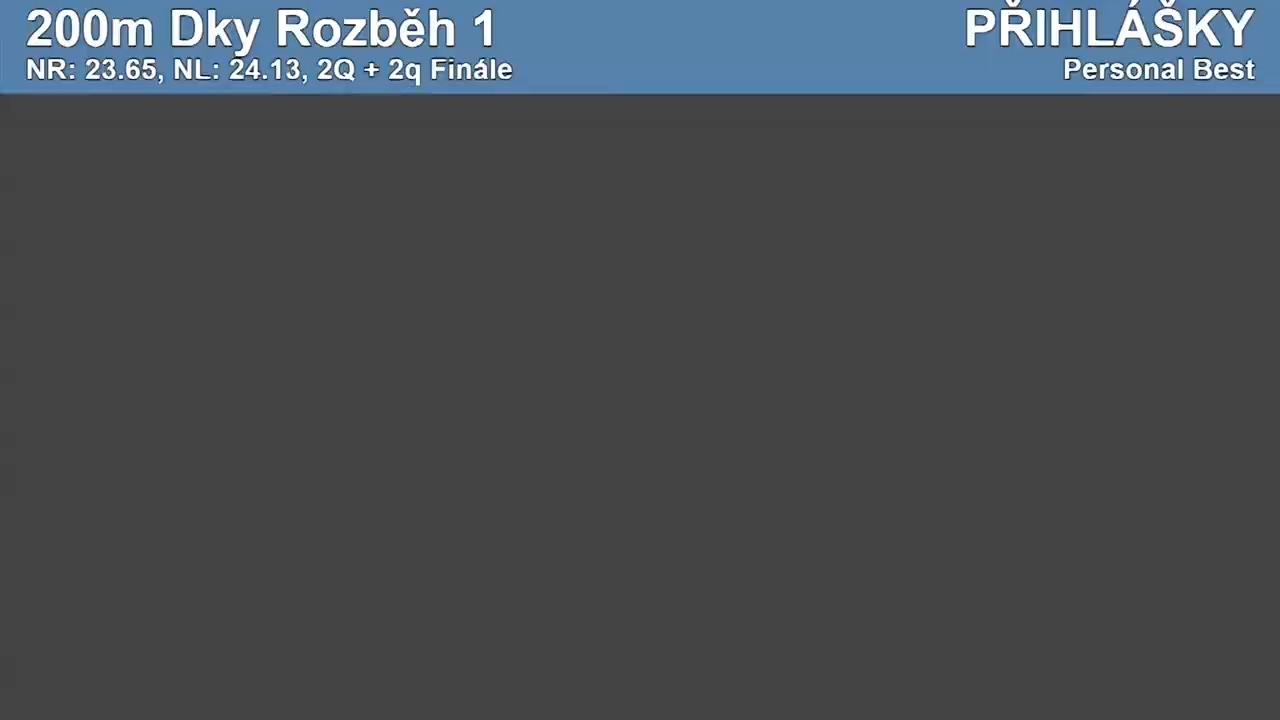 200m Dky Rozběh 1
PŘIHLÁŠKY
NR: 23.65, NL: 24.13, 2Q + 2q Finále
Personal Best